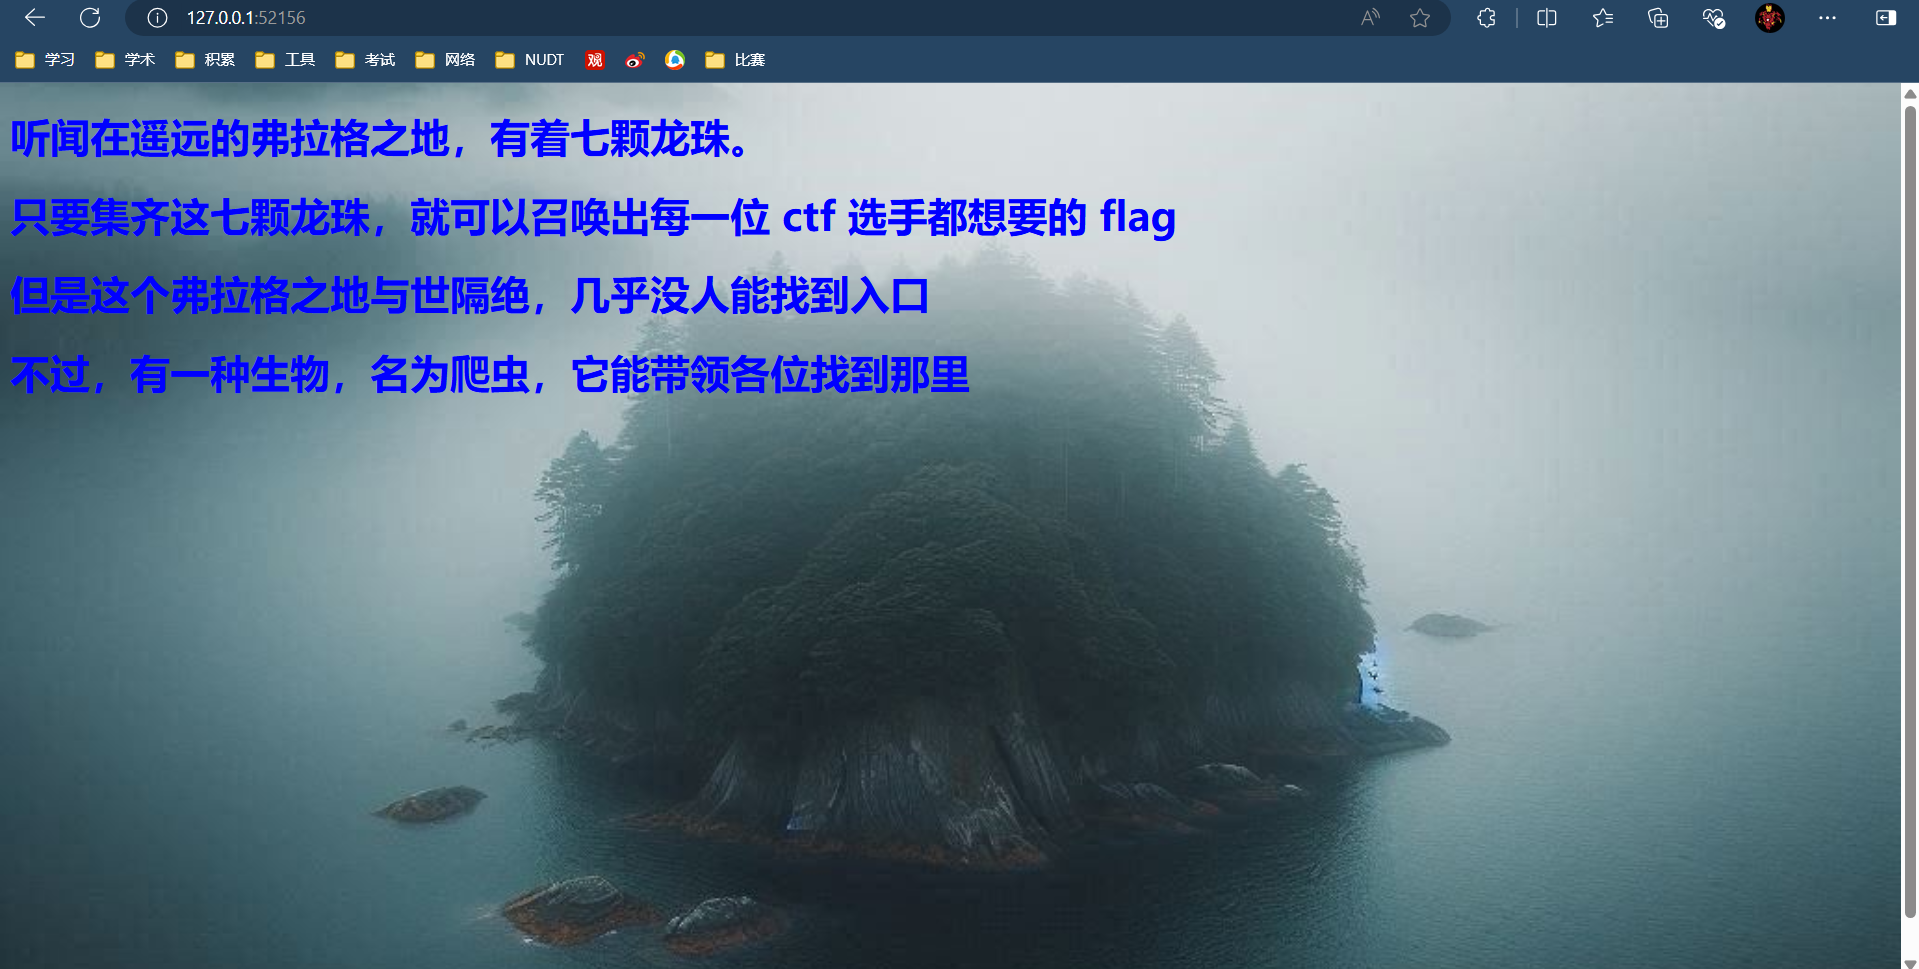 127.0.0.1:52156
学习 学术 积累 工具 考试 网络 NUDT 观 比赛
听闻在遥远的弗拉格之地，有着七颗龙珠。
只要集齐这七颗龙珠，就可以召唤出每一位 ctf 选手都想要的 flag
但是这个弗拉格之地与世隔绝，几乎没人能找到入口
不过，有一种生物，名为爬虫，它能带领各位找到那里